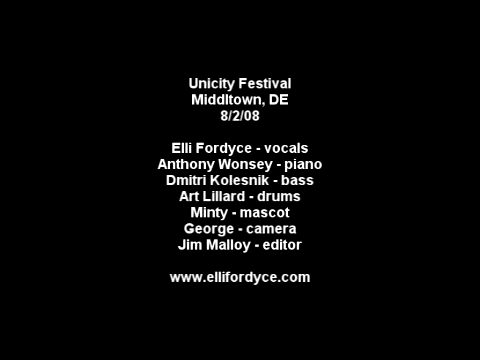 Unicity Festival
Middltown, DE
8/2/08
Elli Fordyce - vocals
Anthony Wonsey - piano
Dmitri Kolesnik - bass
Art Lillard - drums
Minty - mascot
George - camera
Jim Malloy - editor
www.ellifordyce.com